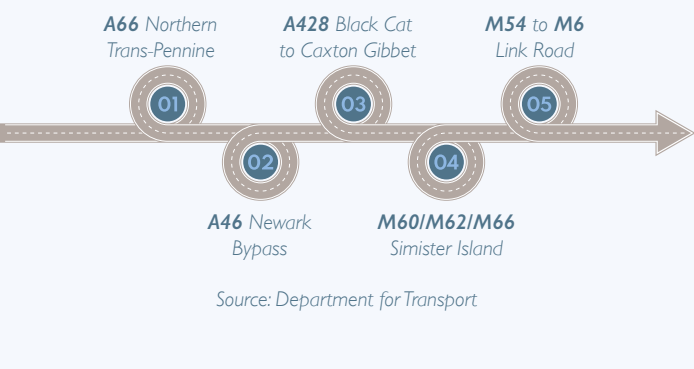 A66 Northern
Trans-Pennine
A428 Black Cat
to Caxton Gibbet
M54 to M6
Link Road
01
03
05
02
04
A46 Newark
Bypass
M60/M62/M66
Simister Island
Source: Department for Transport